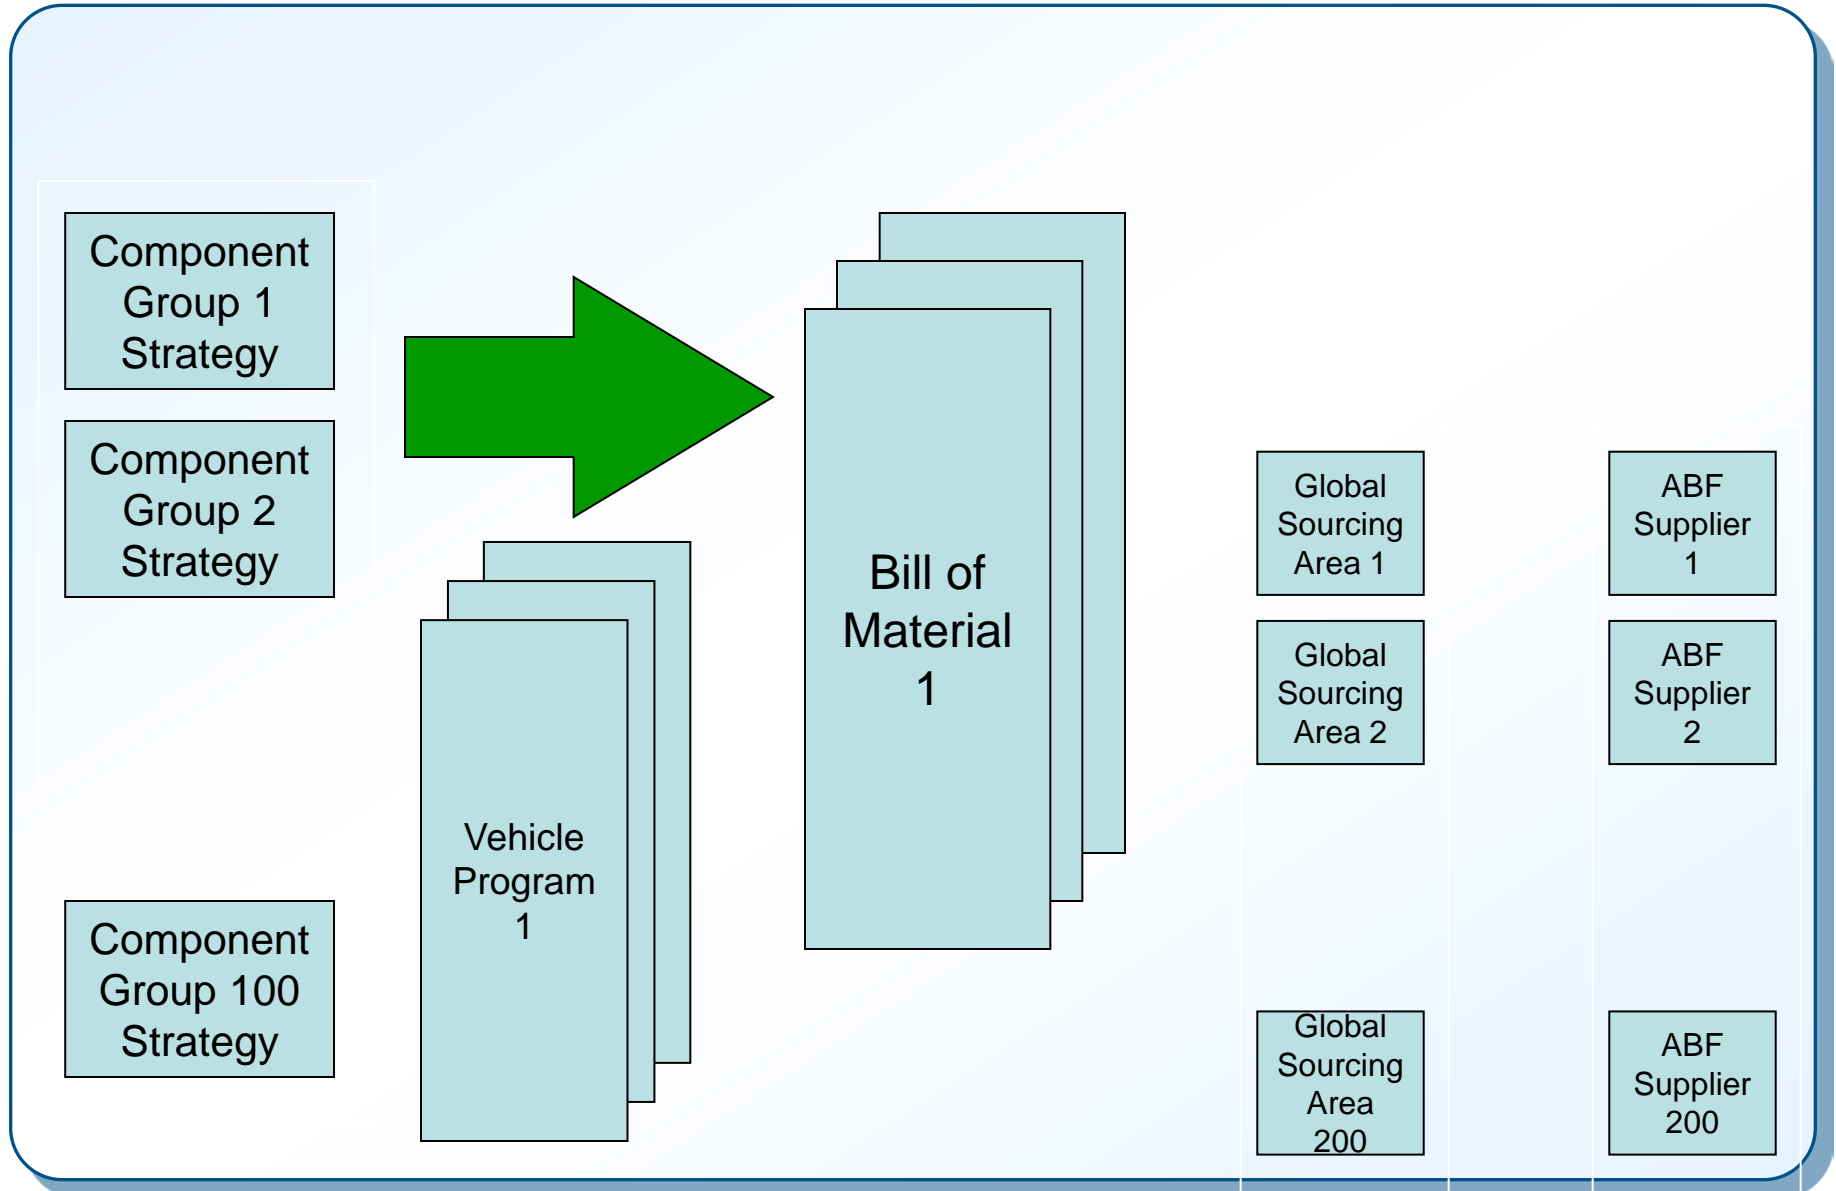 Component
Group 1
Strategy
Component
Group 2
Strategy
Component
Group 100
Strategy
Vehicle
Program
1
Bill of
Material
1
Global
Sourcing
Area 1
Global
Sourcing
Area 2
Global
Sourcing
Area
200
ABF
Supplier
1
ABF
Supplier
2
ABF
Supplier
200